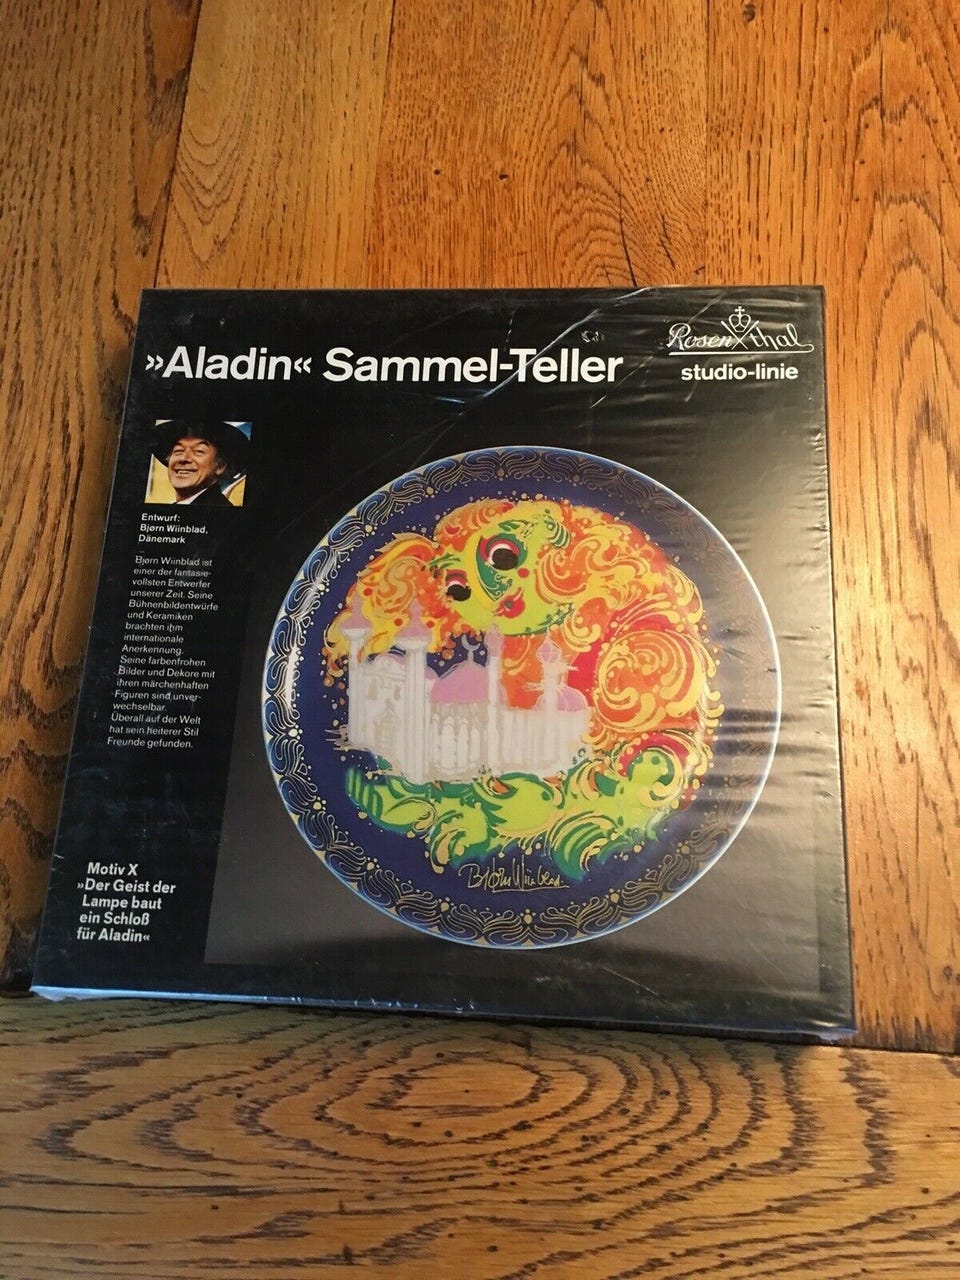 »Aladin« Sammel-Teller
Rosenthal
studio-linie
Entwurf:
Bjørn Wiinblad,
Dänemark
Bjørn Wiinblad ist
einer der fantasie-
vollsten Entwerfer
unserer Zeit. Seine
Bühnenbildentwürfe
und Keramiken
brachten ihm
internationale
Anerkennung.
Seine farbenfrohen
Bilder und Dekore mit
ihren märchenhaften
Figuren sind unver-
wechselbar.
Überall auf der Welt
hat sein heiterer Stil
Freunde gefunden.
Bjørn Wiinblad
Motiv X
»Der Geist der
Lampe baut
ein Schloß
für Aladin«